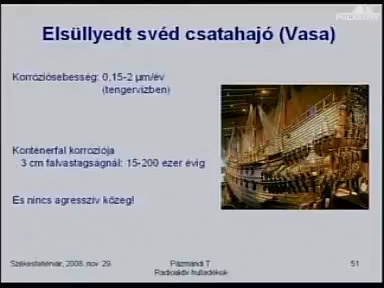 Elsüllyedt svéd csatahajó (Vasa)
Korróziósebesség: 0,15-2 µm/év
(tengervízben)
Konténerfal korróziója
3 cm falvastagságnál: 15-200 ezer évig
És nincs agresszív közeg!
Székesfehérvár, 2008. nov. 29.
Pázmándi T.
Radioaktív hulladékok
51